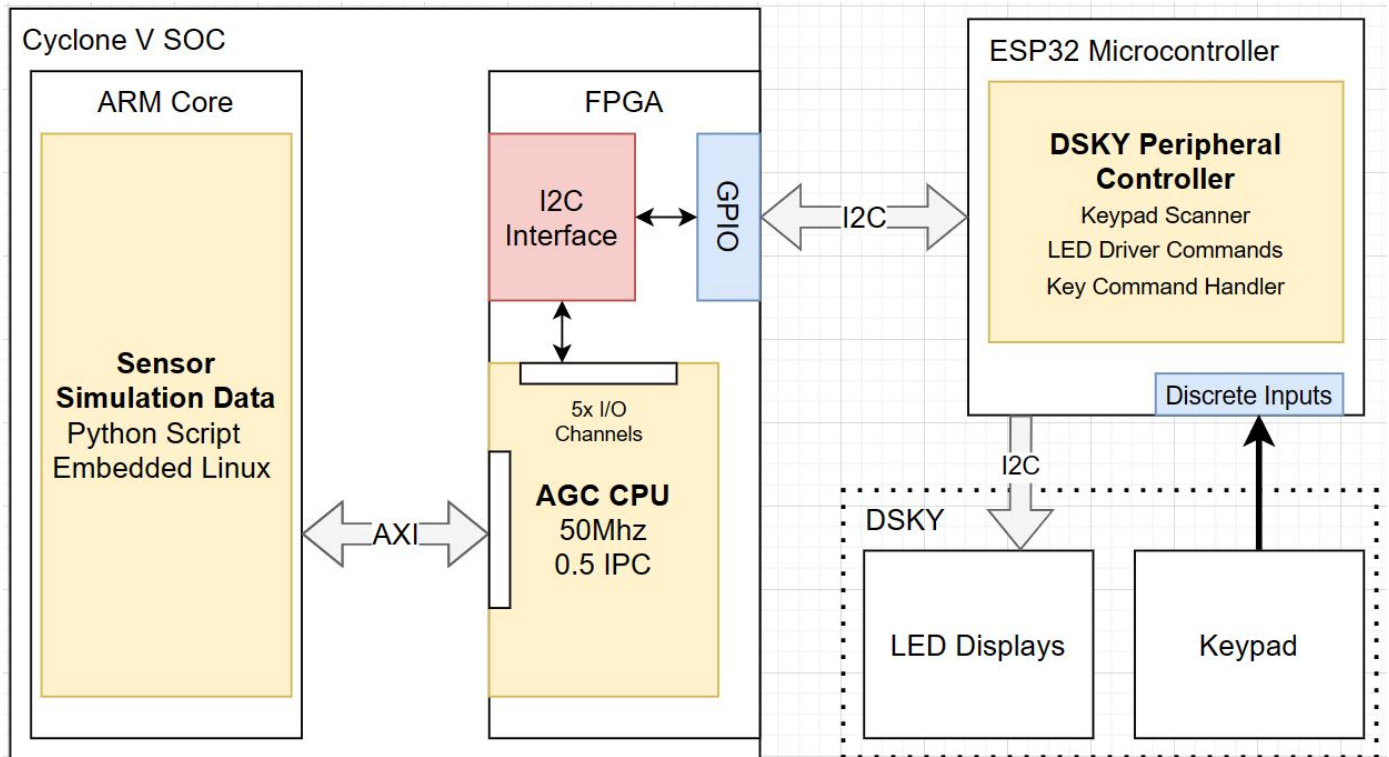 Cyclone V SOC
ARM Core
Sensor
Simulation Data
Python Script
Embedded Linux
AXI
FPGA
I2C
Interface
GPIO
5x I/O
Channels
AGC CPU
50Mhz
0.5 IPC
I2C
ESP32 Microcontroller
DSKY Peripheral
Controller
Keypad Scanner
LED Driver Commands
Key Command Handler
Discrete Inputs
I2C
DSKY
LED Displays
Keypad